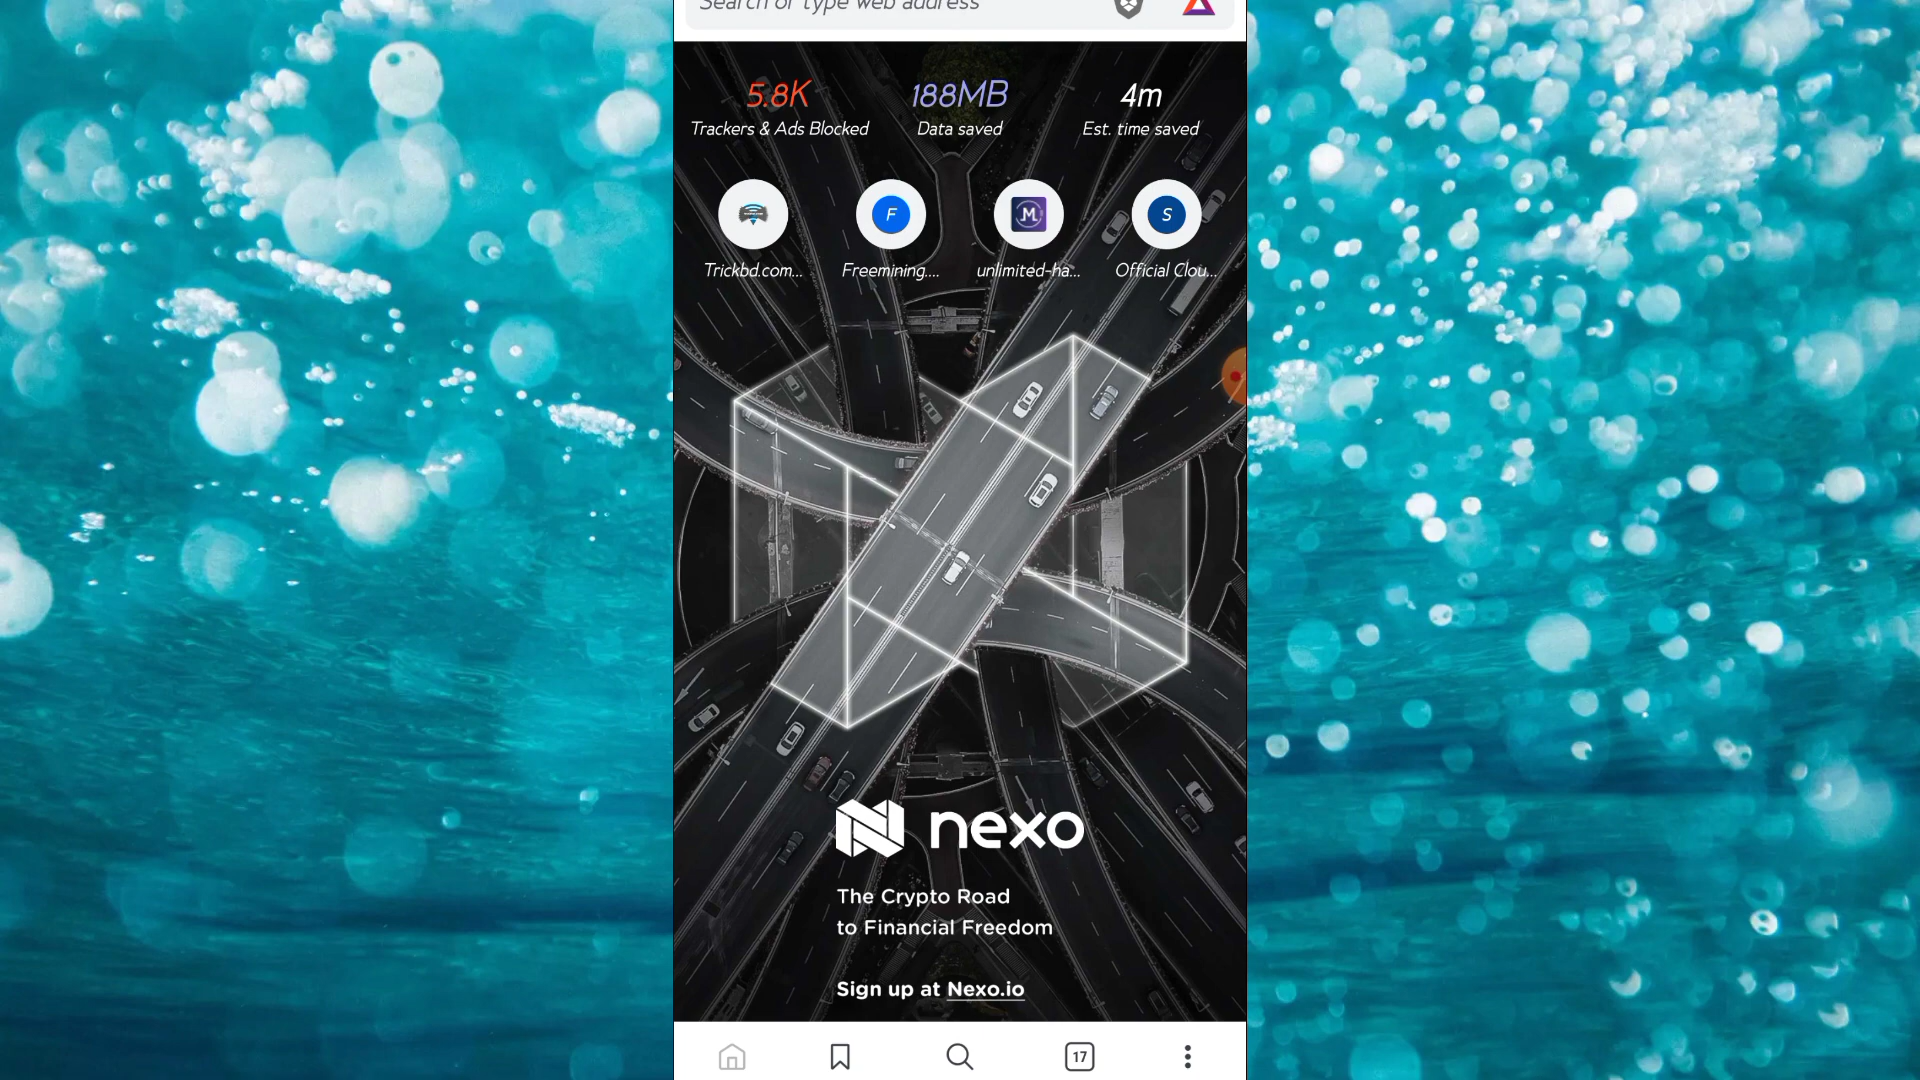 Search or type web address
5.8K
188MB
4m
Trackers & Ads Blocked
Data saved
Est. time saved
F
M
S
Trickbd.com...
Freemining....
unlimited-ha...
Official Clou...
nexo
The Crypto Road
to Financial Freedom
Sign up at Nexo.io
17